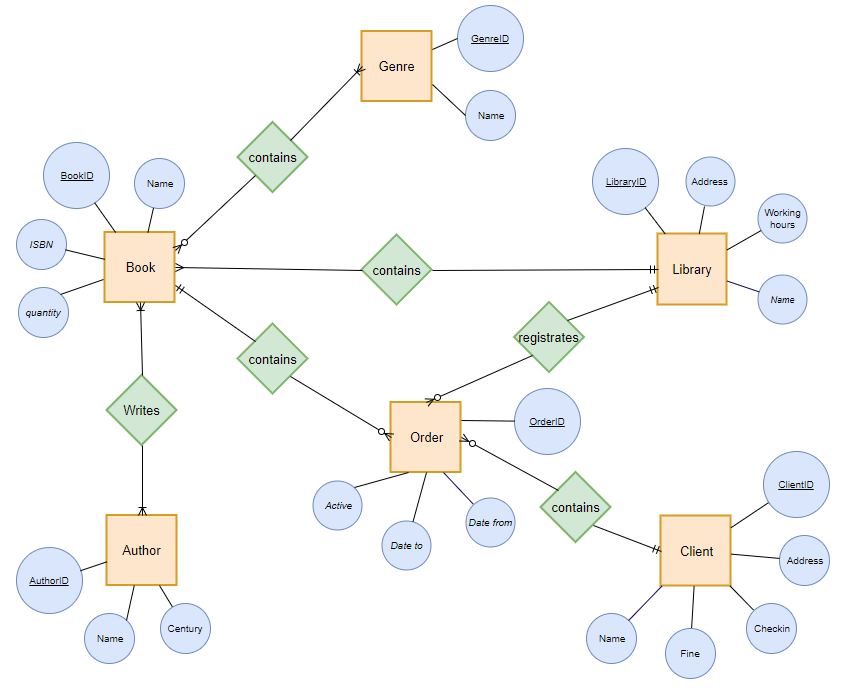 GenreID
Genre
Name
contains
BookID
Name
LibraryID
Address
Working
hours
ISBN
Book
contains
Library
Name
quantity
registrates
contains
Writes
OrderID
Order
ClientID
Active
Date from
contains
Date to
Author
Client
Address
AuthorID
Name
Century
Name
Fine
Checkin